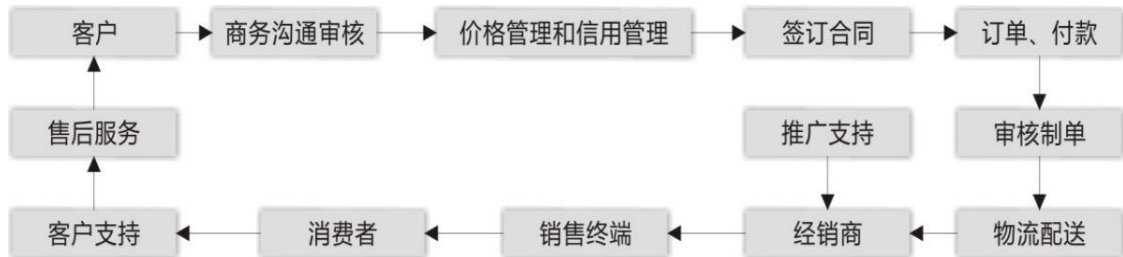 客户
商务沟通审核
价格管理和信用管理
签订合同
订单、付款
售后服务
推广支持
审核制单
客户支持
消费者
销售终端
经销商
物流配送